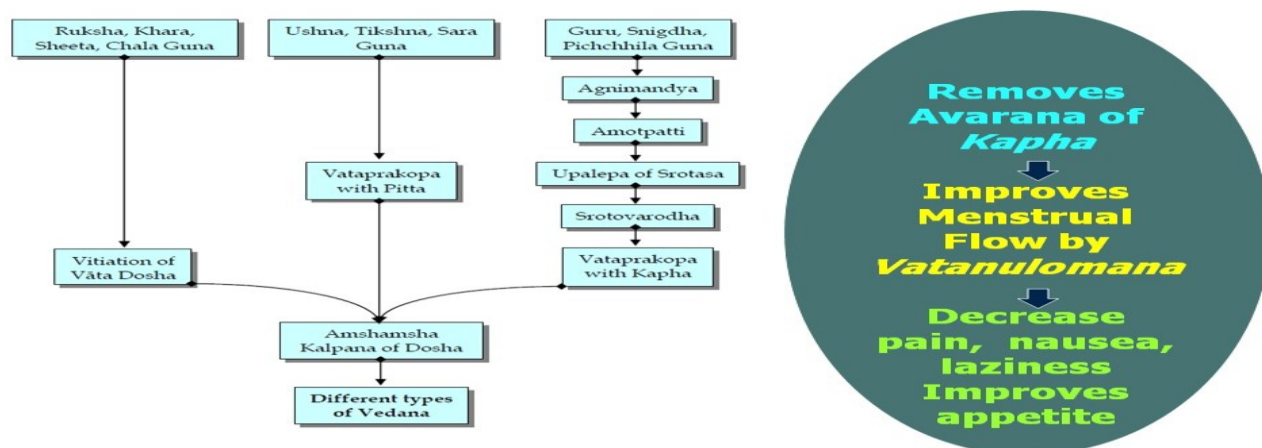 Ruksha, Khara,
Sheeta, Chala Guna
Ushna, Tikshna, Sara
Guna
Guru, Snigdha,
Pichchhila Guna
Agnimandya
Amotpatti
Vataprakopa
with Pitta
Upalepa of Srotasa
Srotovarodha
Vitiation of
Vâta Dosha
Vataprakopa
with Kapha
Amshamsha
Kalpana of Dosha
Different types
of Vedana
Removes
Avarana of
Kapha
Improves
Menstrual
Flow by
Vatanulomana
Decrease
pain, nausea,
laziness
Improves
appetite